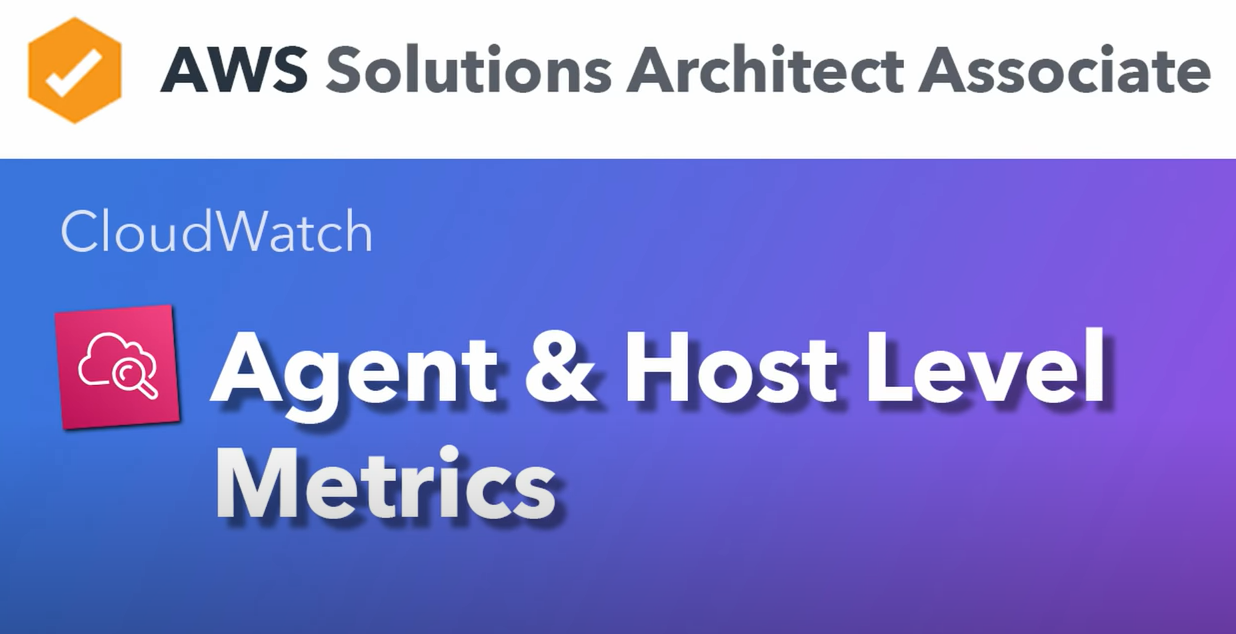 AWS Solutions Architect Associate
CloudWatch
Agent & Host Level
Metrics